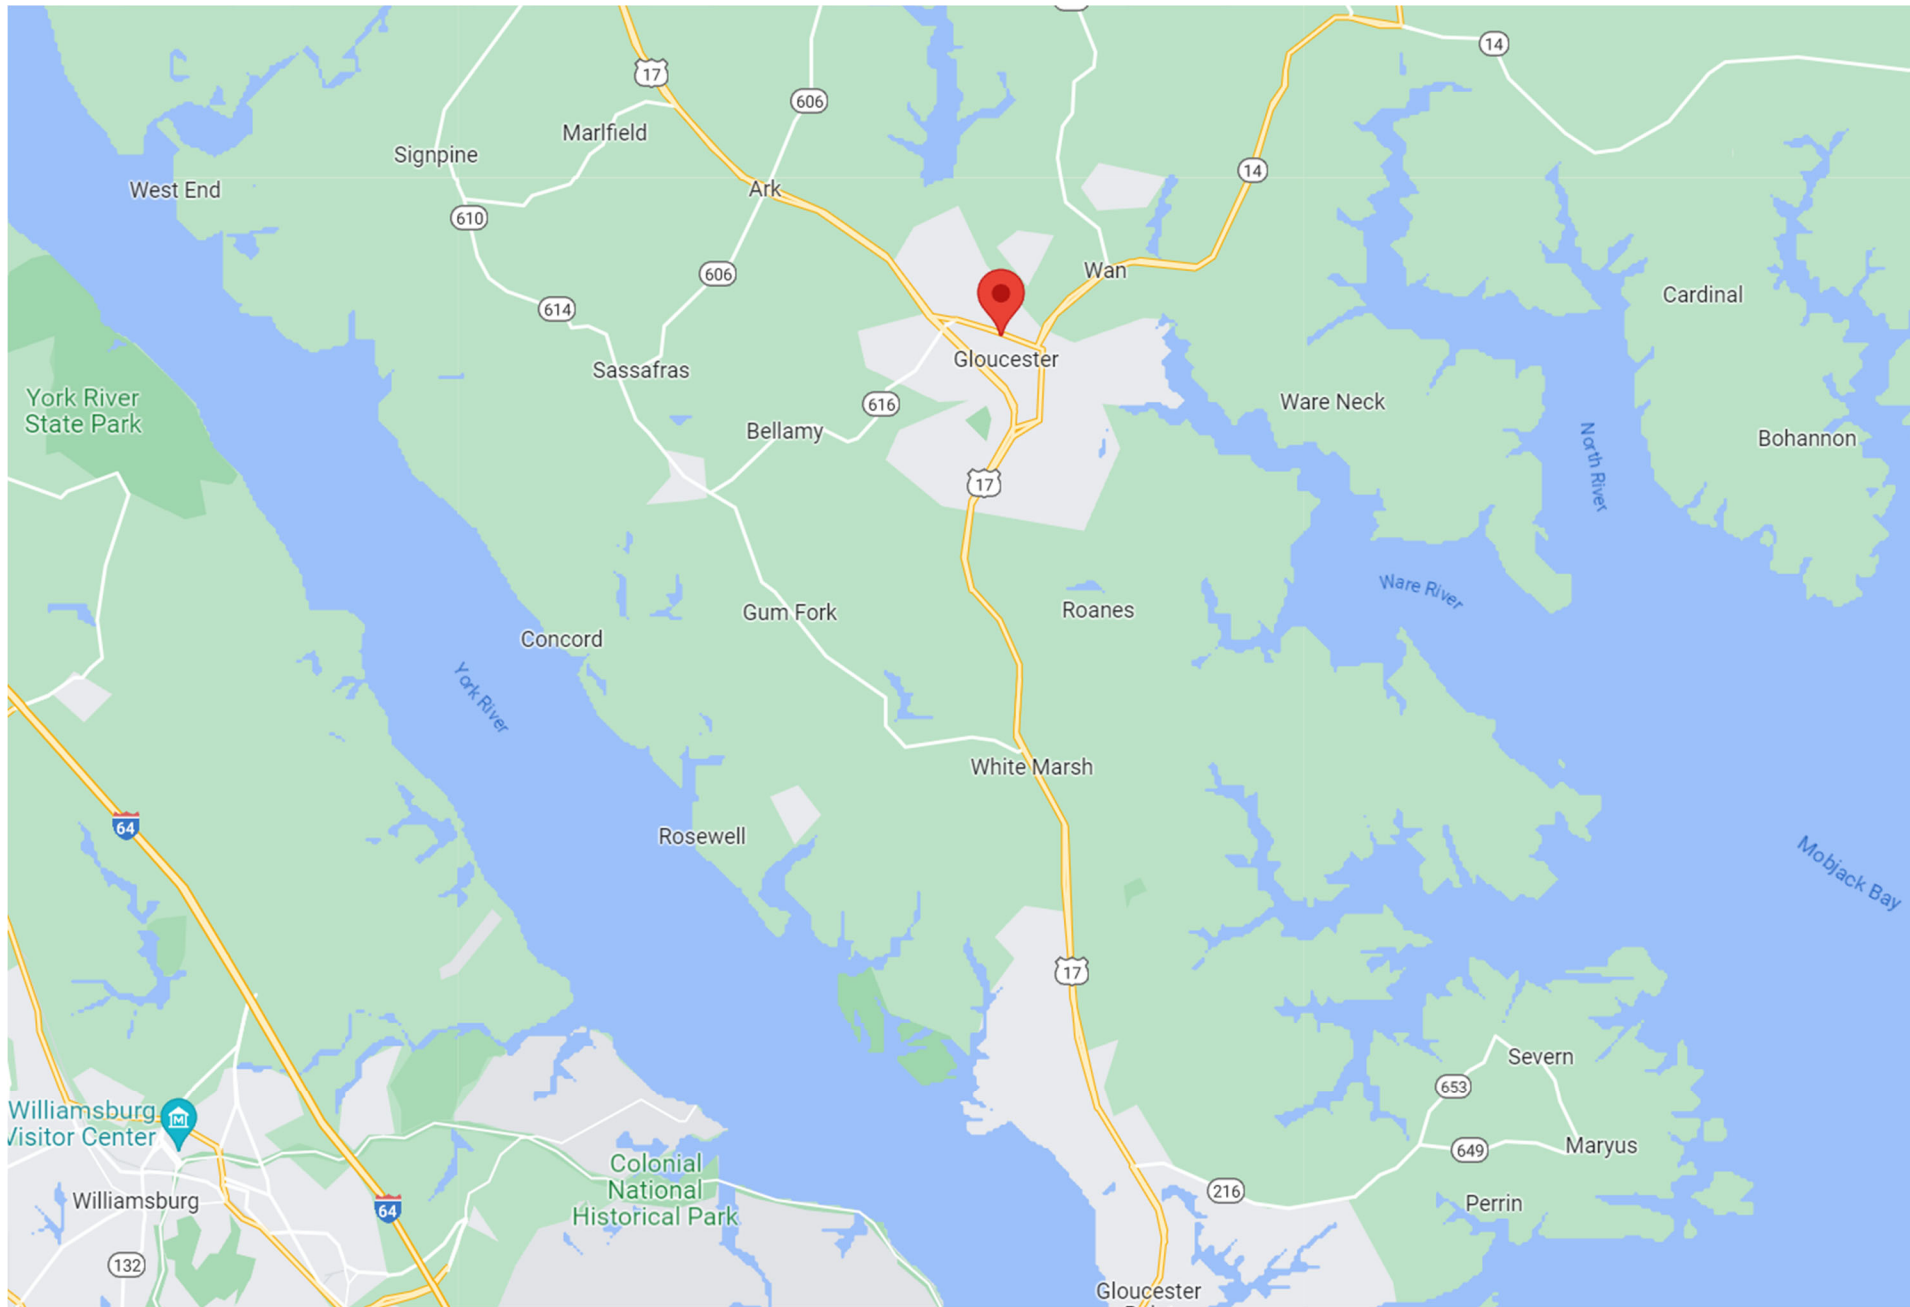 14
17
606
Marlfield
Signpine
14
West End
Ark
610
606
Wan
Cardinal
614
Gloucester
Sassafras
York River
State Park
616
Ware Neck
Bellamy
Bohannon
North River
17
Ware River
Roanes
Gum Fork
Concord
York River
White Marsh
64
Rosewell
Mobjack Bay
17
Severn
653
Williamsburg
Visitor Center
649
Maryus
Colonial
National
Historical Park
216
Williamsburg
64
Perrin
132
Gloucester